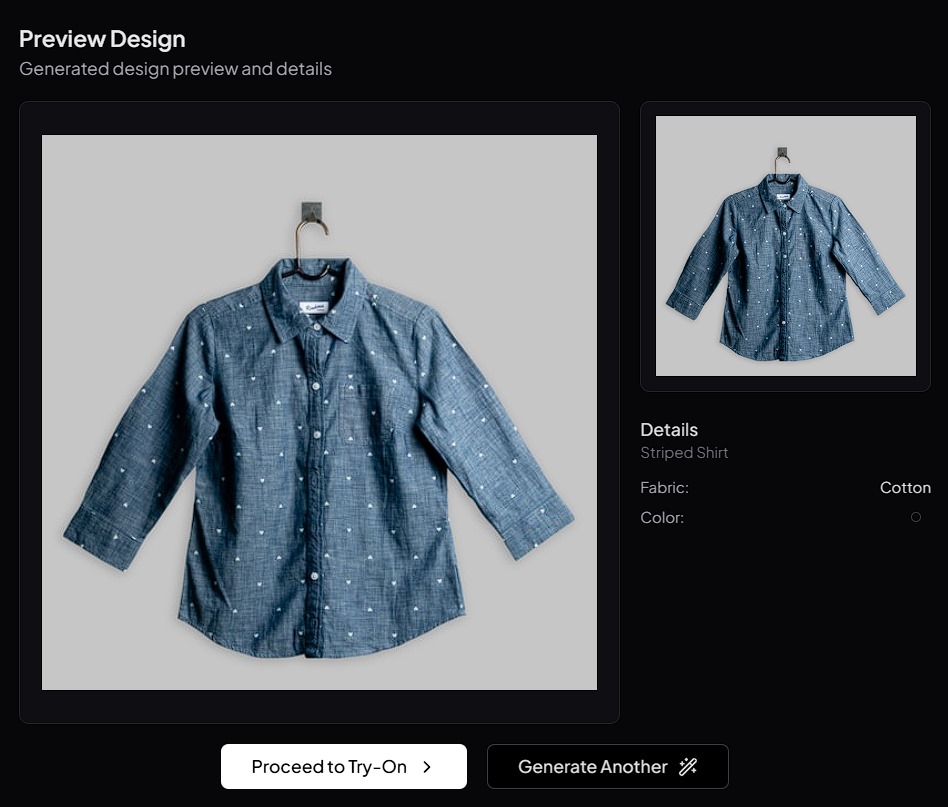 Preview Design
Generated design preview and details
Details
Striped Shirt
Fabric: Cotton
Color:
Proceed to Try-On
Generate Another